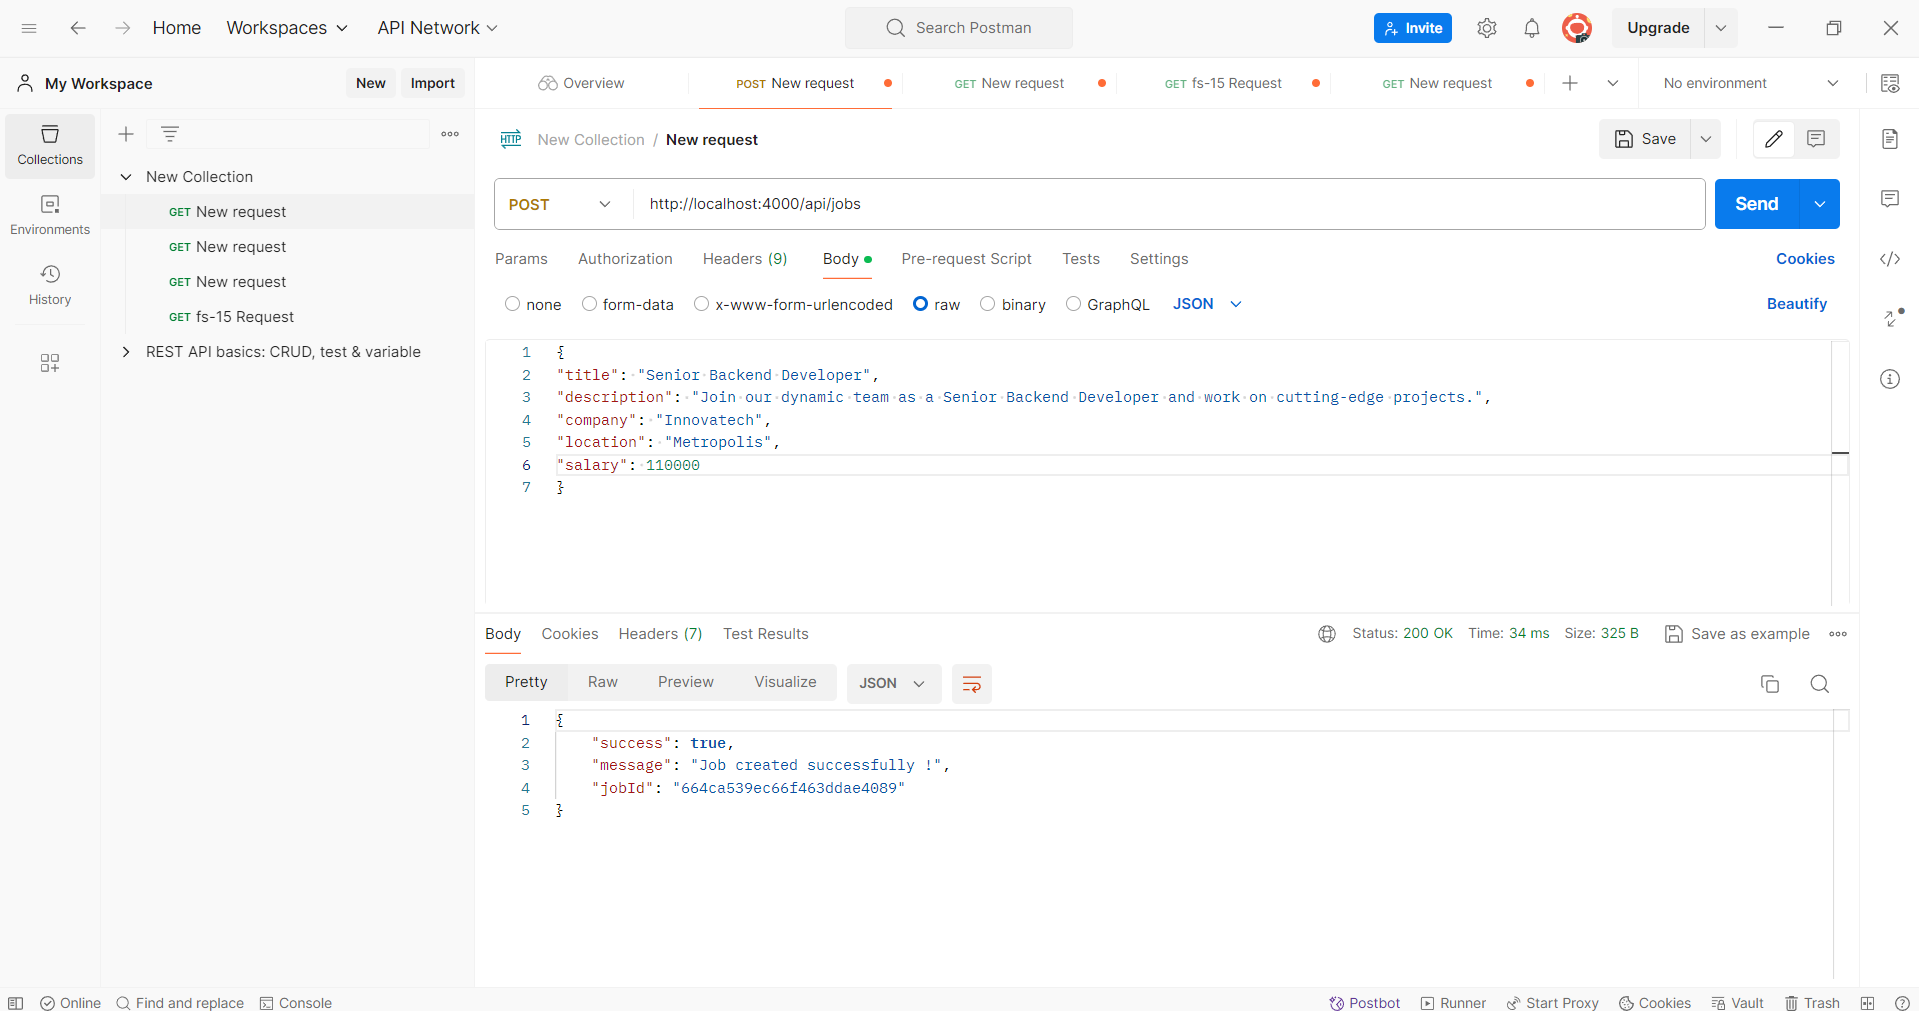 Home Workspaces API Network Search Postman Invite Upgrade
My Workspace New Import Overview POST New request GET New request GET fs-15 Request GET New request No environment
Collections
Environments
History
New Collection
GET New request
GET New request
GET New request
GET fs-15 Request
REST API basics: CRUD, test & variable
HTTP New Collection / New request Save
POST http://localhost:4000/api/jobs Send
Params Authorization Headers (9) Body Pre-request Script Tests Settings Cookies
none form-data x-www-form-urlencoded raw binary GraphQL JSON Beautify
1 {
2 "title": "Senior Backend Developer",
3 "description": "Join our dynamic team as a Senior Backend Developer and work on cutting-edge projects.",
4 "company": "Innovatech",
5 "location": "Metropolis",
6 "salary": 110000
7 }
Body Cookies Headers (7) Test Results Status: 200 OK Time: 34 ms Size: 325 B Save as example
Pretty Raw Preview Visualize JSON
1 {
2 "success": true,
3 "message": "Job created successfully !",
4 "jobId": "664ca539ec66f463ddae4089"
5 }
Online Find and replace Console Postbot Runner Start Proxy Cookies Vault Trash